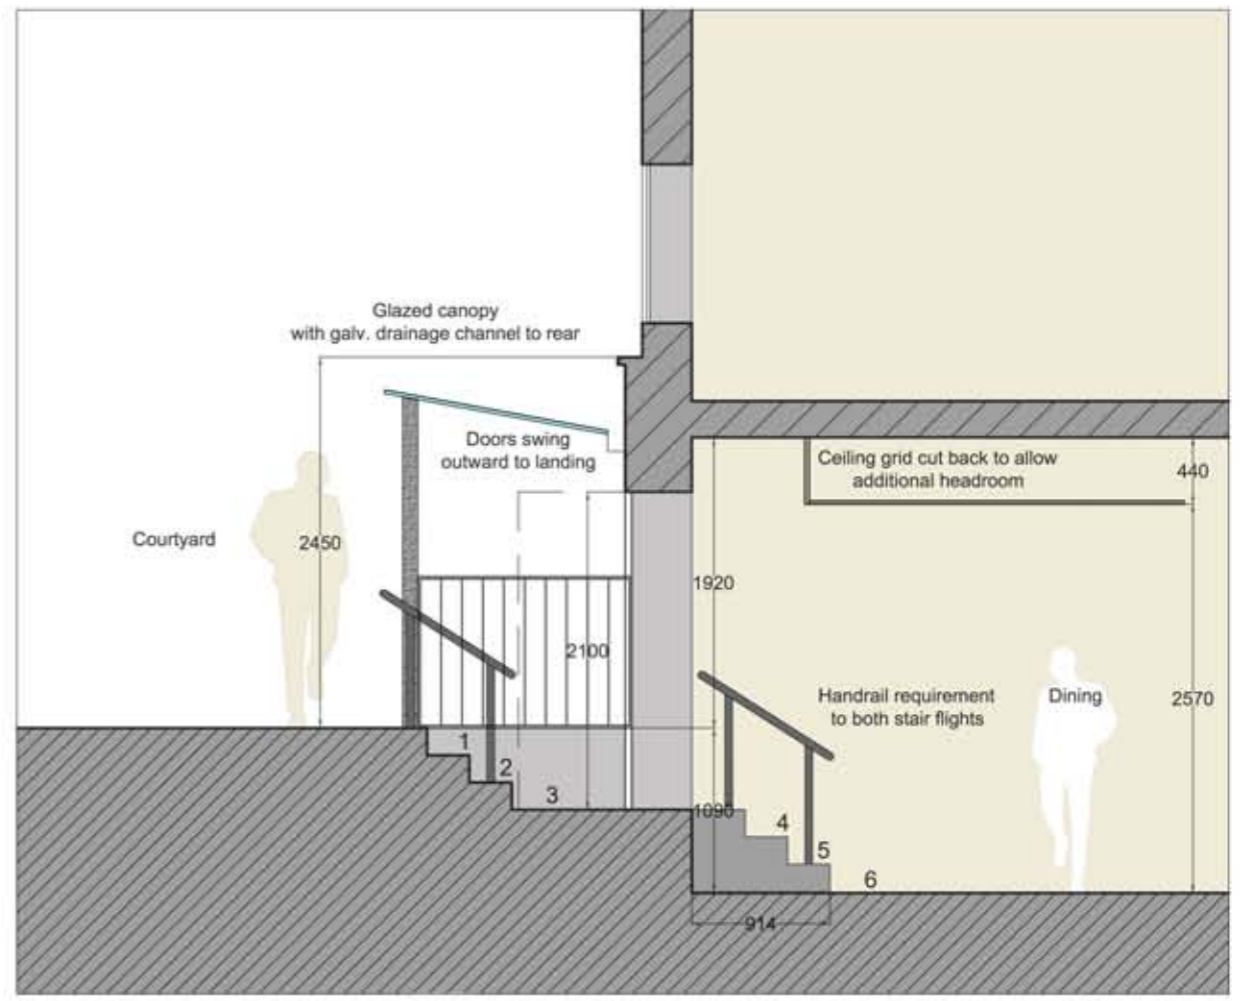 Glazed canopy
with galv. drainage channel to rear
Doors swing
outward to landing
Ceiling grid cut back to allow
additional headroom
440
Courtyard
2450
1920
2100
Handrail requirement
to both stair flights
Dining
2570
1
2
3
1090
4
5
6
914